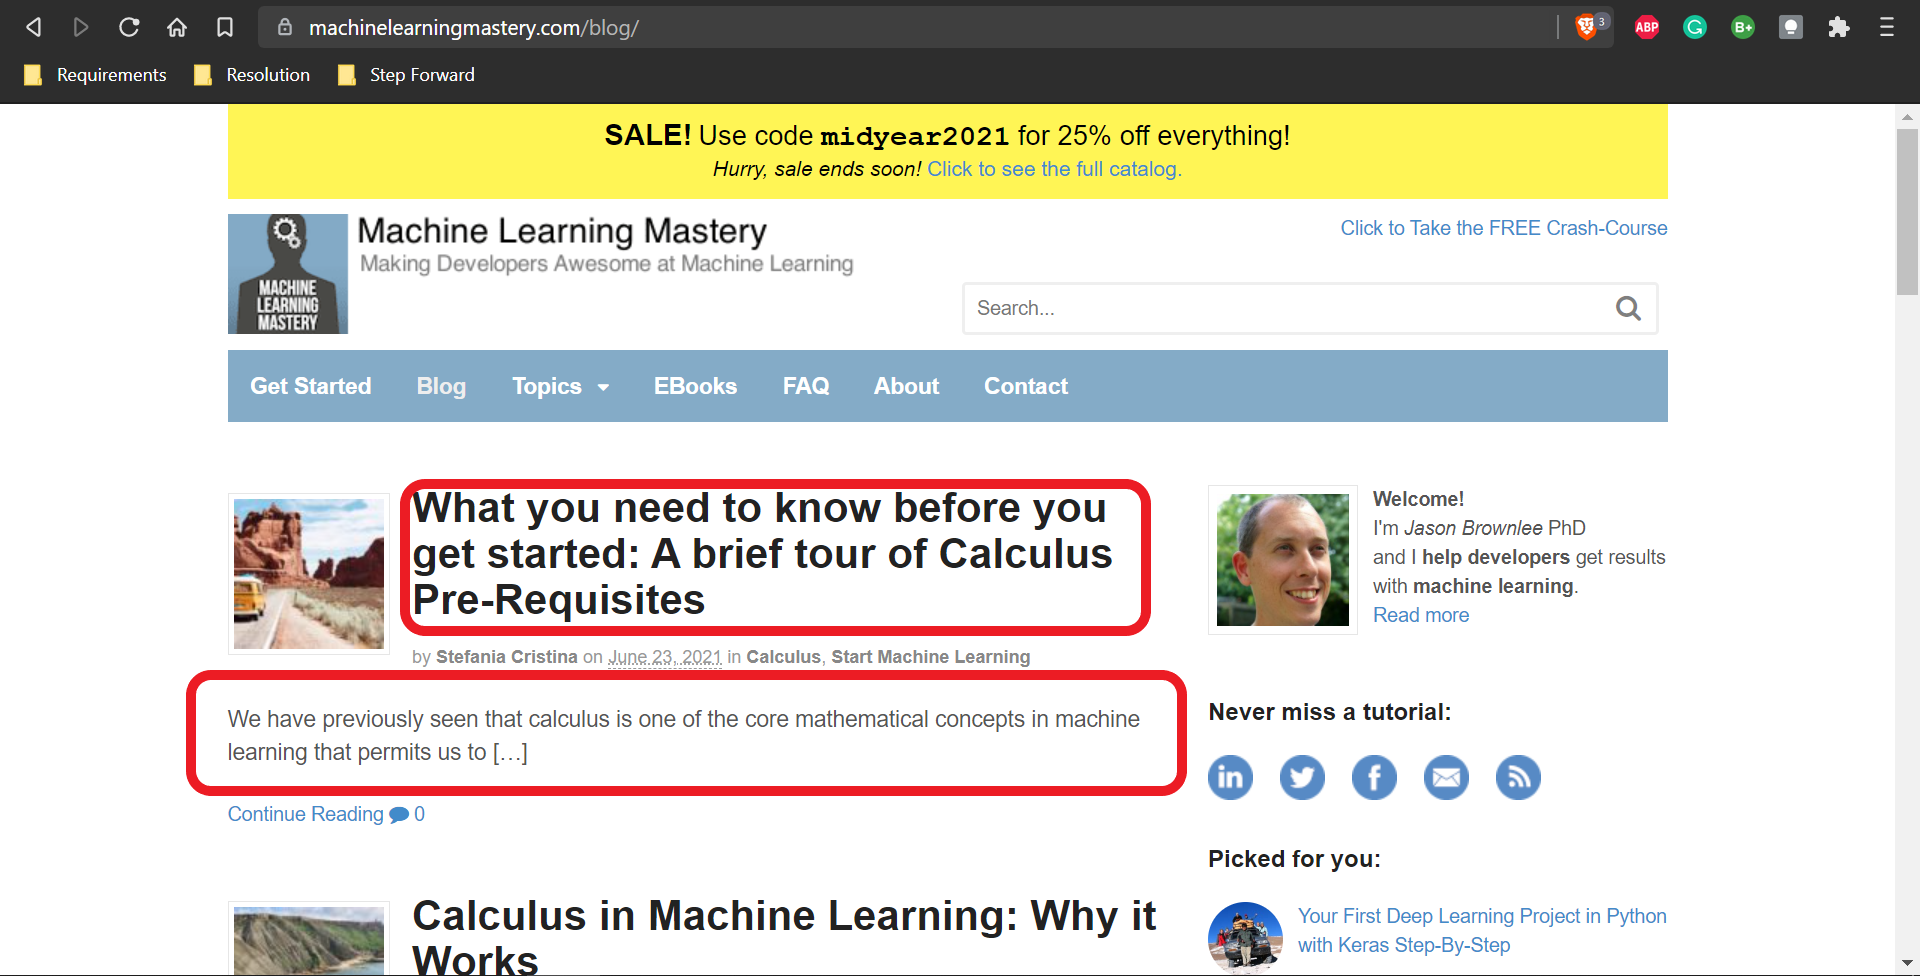 machinelearningmastery.com/blog/
3
ABP
G
B+
Requirements
Resolution
Step Forward
SALE! Use code midyear2021 for 25% off everything!
Hurry, sale ends soon! Click to see the full catalog.
MACHINE
LEARNING
MASTERY
Machine Learning Mastery
Making Developers Awesome at Machine Learning
Click to Take the FREE Crash-Course
Search...
Get Started
Blog
Topics
EBooks
FAQ
About
Contact
What you need to know before you
get started: A brief tour of Calculus
Pre-Requisites
by Stefania Cristina on June 23, 2021 in Calculus, Start Machine Learning
We have previously seen that calculus is one of the core mathematical concepts in machine
learning that permits us to […]
Continue Reading 0
Calculus in Machine Learning: Why it
Works
Welcome!
I'm Jason Brownlee PhD
and I help developers get results
with machine learning.
Read more
Never miss a tutorial:
in
f
Picked for you:
Your First Deep Learning Project in Python
with Keras Step-By-Step